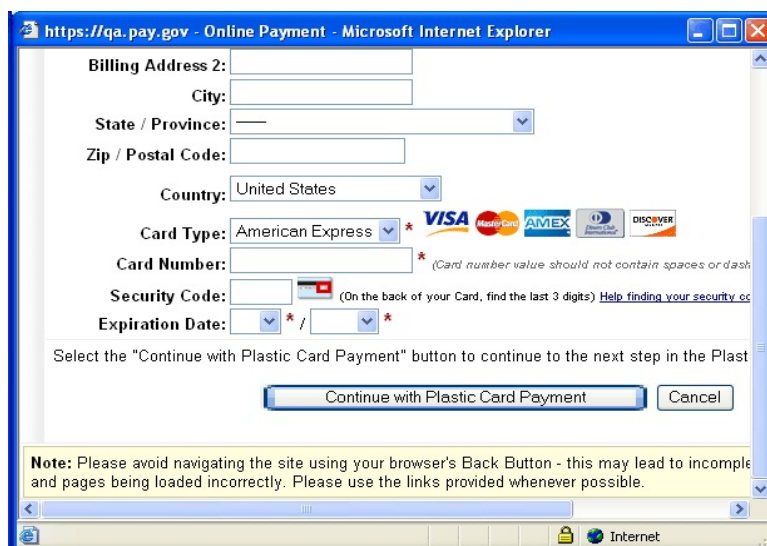 https://qa.pay.gov - Online Payment - Microsoft Internet Explorer
Billing Address 2:
City:
State / Province:
Zip / Postal Code:
Country: United States
Card Type: American Express * VISA MasterCard AMEX Diners Club International DISCOVER
Card Number: * (Card number value should not contain spaces or dash
Security Code: (On the back of your Card, find the last 3 digits) Help finding your security co
Expiration Date: * / *
Select the "Continue with Plastic Card Payment" button to continue to the next step in the Plast
Continue with Plastic Card Payment Cancel
Note: Please avoid navigating the site using your browser's Back Button - this may lead to incomple
and pages being loaded incorrectly. Please use the links provided whenever possible.
Internet